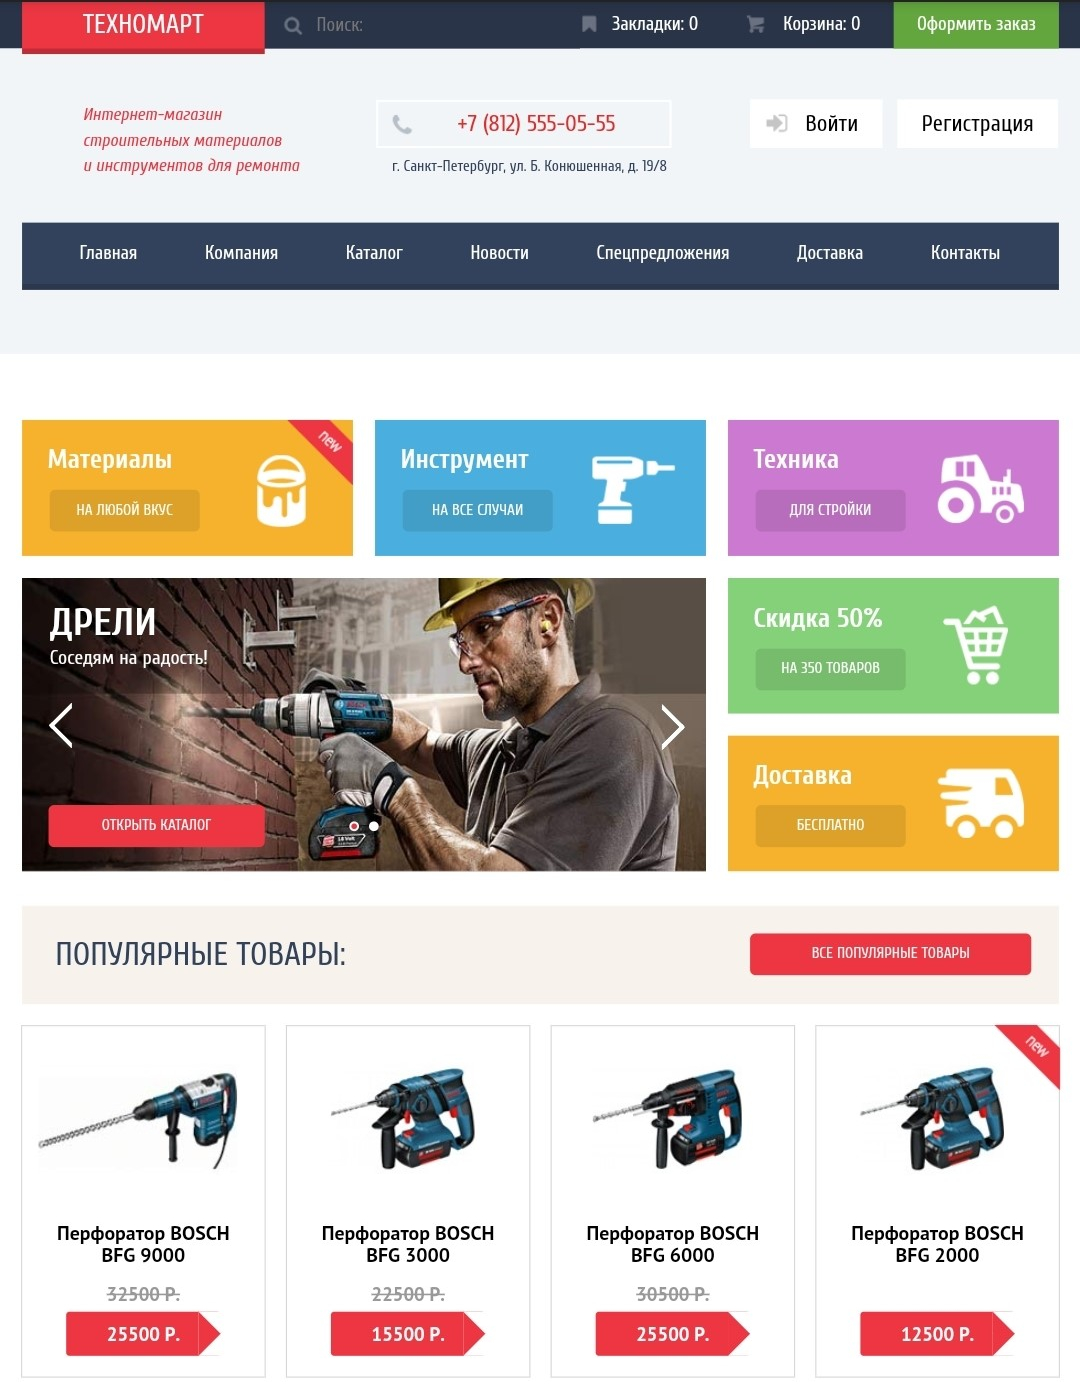 ТЕХНОМАРТ
Поиск:
Закладки: 0
Корзина: 0
Оформить заказ
Интернет-магазин
строительных материалов
и инструментов для ремонта
+7 (812) 555-05-55
г. Санкт-Петербург, ул. Б. Конюшенная, д. 19/8
Войти
Регистрация
Главная
Компания
Каталог
Новости
Спецпредложения
Доставка
Контакты
Материалы
new
НА ЛЮБОЙ ВКУС
Инструмент
НА ВСЕ СЛУЧАИ
Техника
ДЛЯ СТРОЙКИ
ДРЕЛИ
Соседям на радость!
ОТКРЫТЬ КАТАЛОГ
Скидка 50%
НА 350 ТОВАРОВ
Доставка
БЕСПЛАТНО
ПОПУЛЯРНЫЕ ТОВАРЫ:
ВСЕ ПОПУЛЯРНЫЕ ТОВАРЫ
Перфоратор BOSCH
BFG 9000
32500 Р.
25500 Р.
Перфоратор BOSCH
BFG 3000
22500 Р.
15500 Р.
Перфоратор BOSCH
BFG 6000
30500 Р.
25500 Р.
new
Перфоратор BOSCH
BFG 2000
12500 Р.